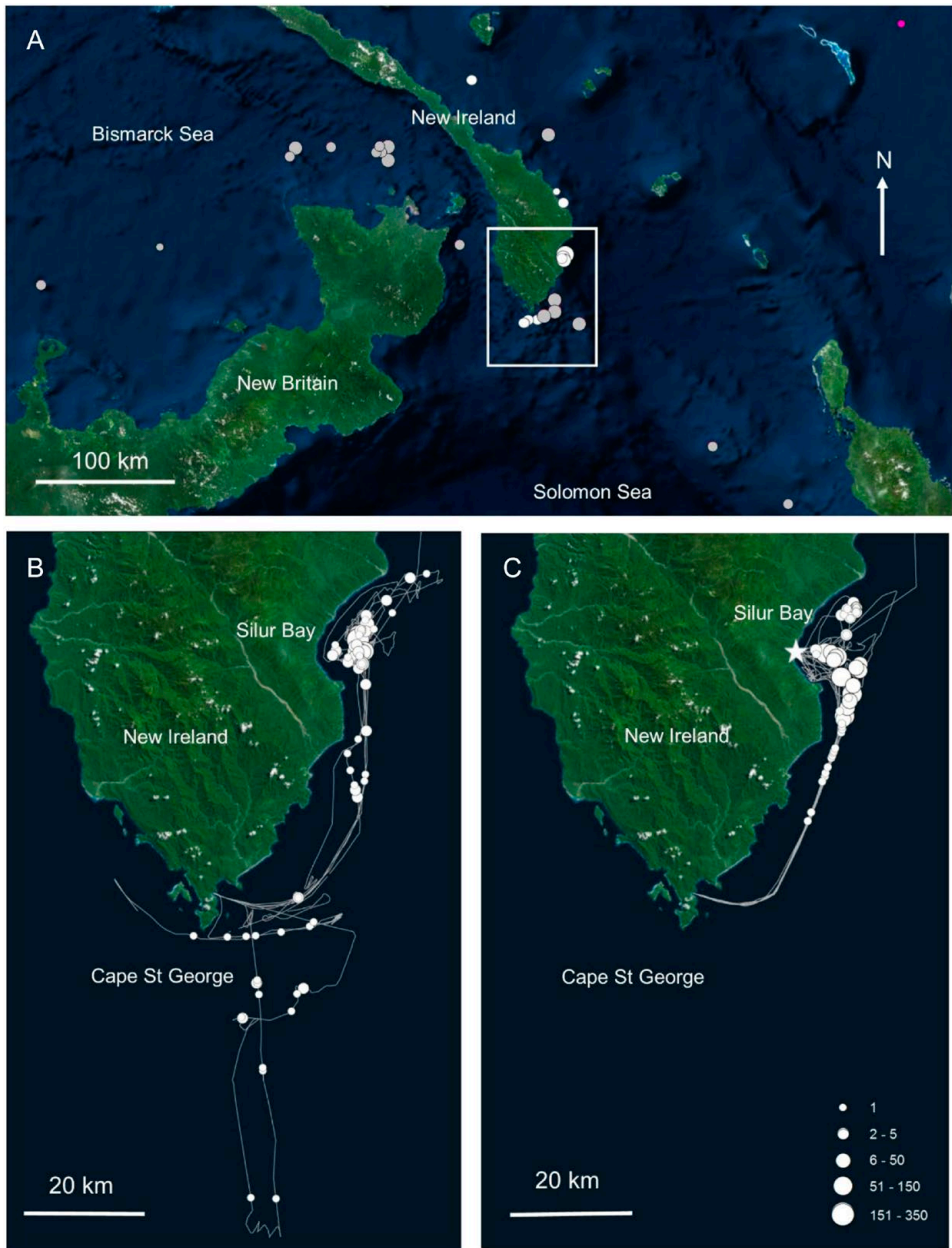 A
Bismarck Sea
New Ireland
N
New Britain
100 km
Solomon Sea
B
Silur Bay
New Ireland
Cape St George
20 km
C
Silur Bay
New Ireland
Cape St George
20 km
1
2 - 5
6 - 50
51 - 150
151 - 350